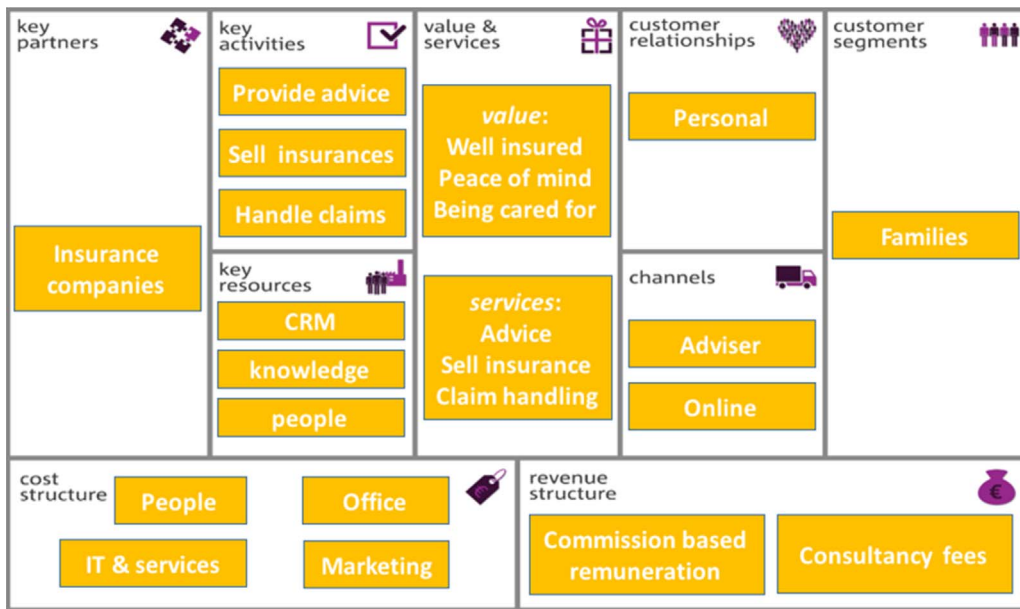 key
partners
Insurance
companies
key
activities
Provide advice
Sell insurances
Handle claims
key
resources
CRM
knowledge
people
value &
services
value:
Well insured
Peace of mind
Being cared for
services:
Advice
Sell insurance
Claim handling
customer
relationships
Personal
channels
Adviser
Online
customer
segments
Families
cost
structure
People
Office
IT & services
Marketing
€
revenue
structure
€
Commission based
remuneration
Consultancy fees